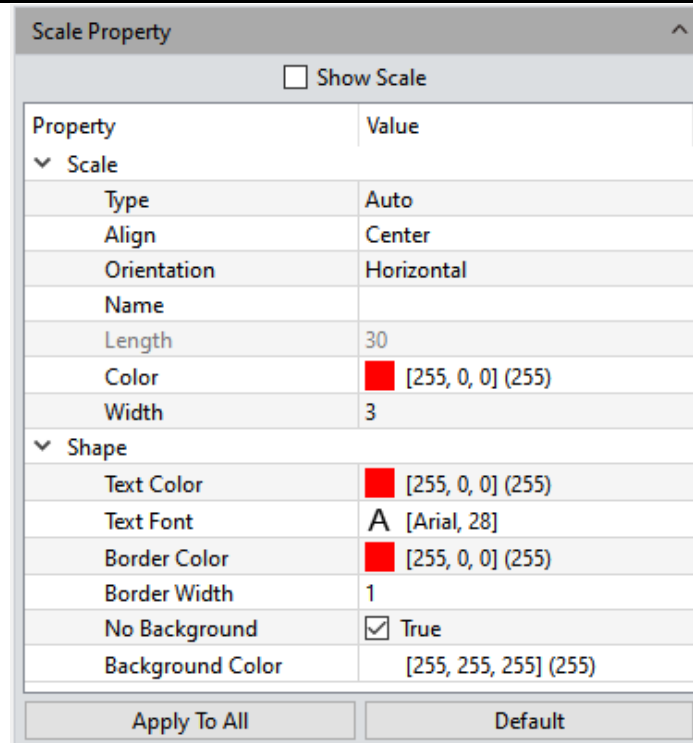 Scale Property
Show Scale
Property Value
Scale
Type Auto
Align Center
Orientation Horizontal
Name
Length 30
Color [255, 0, 0] (255)
Width 3
Shape
Text Color [255, 0, 0] (255)
Text Font A [Arial, 28]
Border Color [255, 0, 0] (255)
Border Width 1
No Background True
Background Color [255, 255, 255] (255)
Apply To All Default